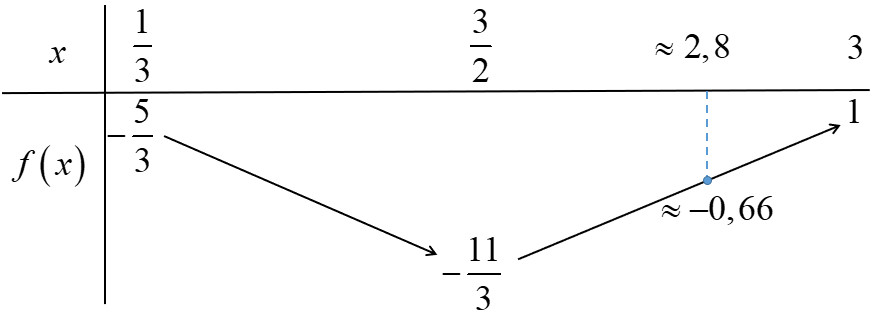 x 1/3 3/2 ≈ 2,8 3
f(x) −5/3 −11/3 ≈ −0,66 1